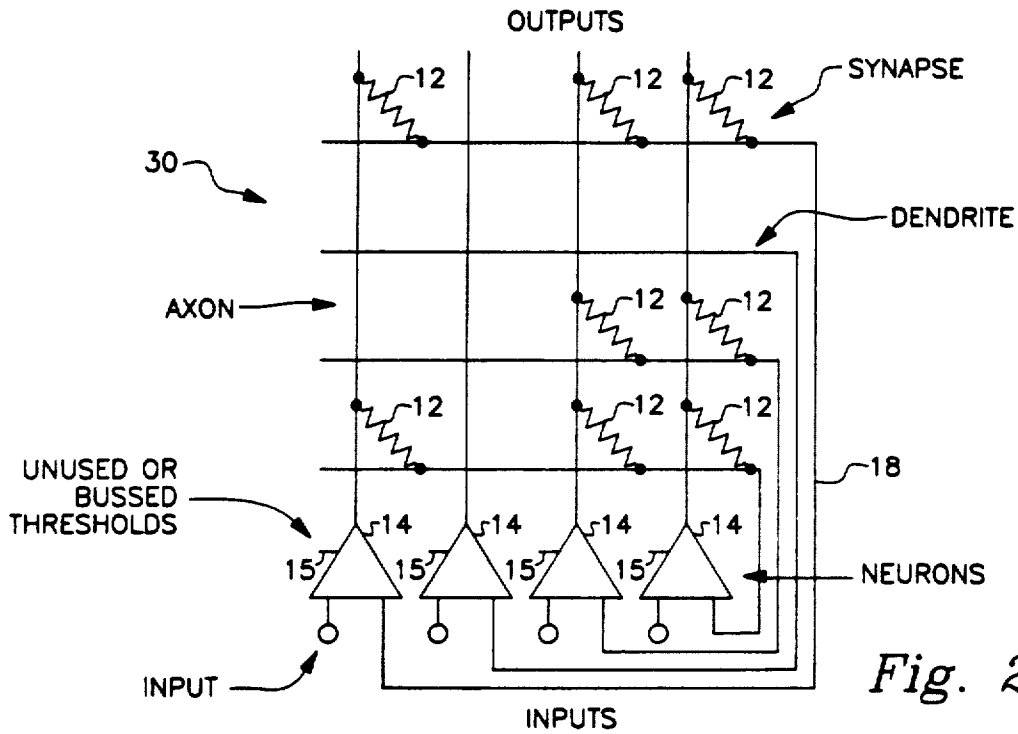 OUTPUTS
12 12 12 SYNAPSE
30
DENDRITE
AXON 12 12
12 12 12
UNUSED OR
BUSSED
THRESHOLDS
18
14 14 14 14
15 15 15 15
NEURONS
INPUT
INPUTS
Fig. 2